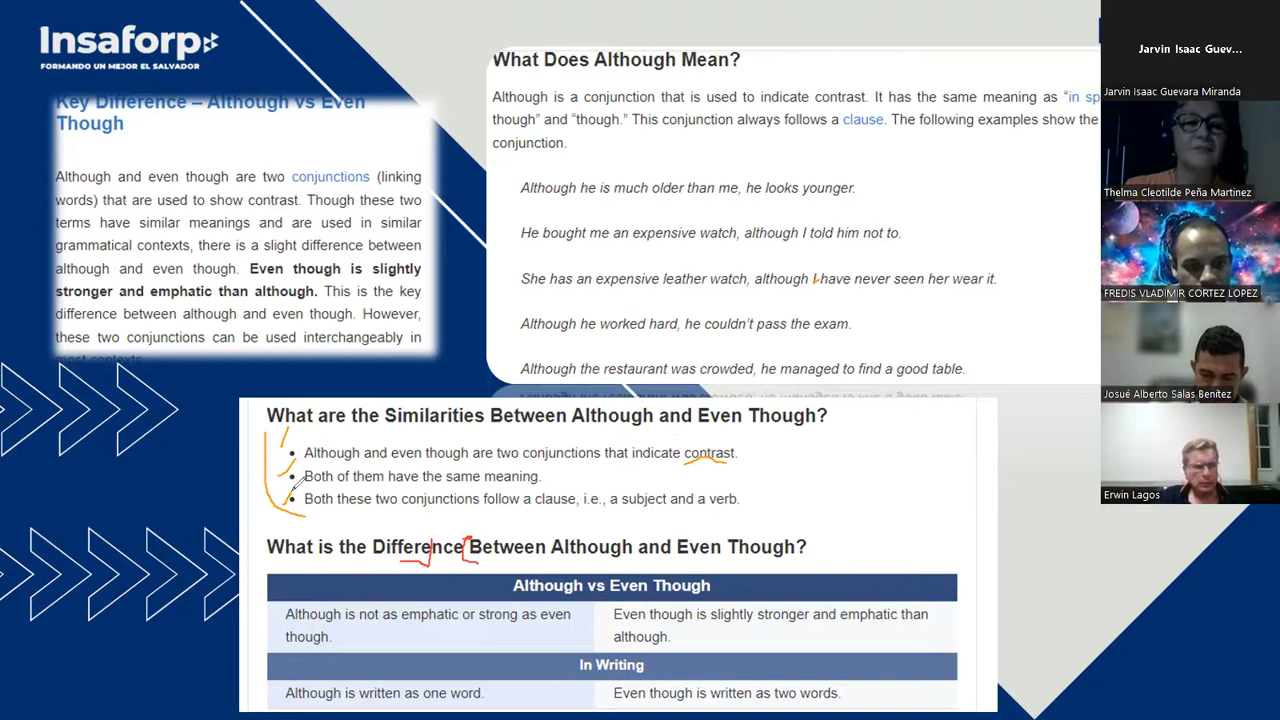 Insaforp
FORMANDO UN MEJOR EL SALVADOR
Key Difference – Although vs Even
Though
Although and even though are two conjunctions (linking
words) that are used to show contrast. Though these two
terms have similar meanings and are used in similar
grammatical contexts, there is a slight difference between
although and even though. Even though is slightly
stronger and emphatic than although. This is the key
difference between although and even though. However,
these two conjunctions can be used interchangeably in
most contexts.
What Does Although Mean?
Although is a conjunction that is used to indicate contrast. It has the same meaning as “in sp
though” and “though.” This conjunction always follows a clause. The following examples show the
conjunction.
Although he is much older than me, he looks younger.
He bought me an expensive watch, although I told him not to.
She has an expensive leather watch, although I have never seen her wear it.
Although he worked hard, he couldn’t pass the exam.
Although the restaurant was crowded, he managed to find a good table.
What are the Similarities Between Although and Even Though?
• Although and even though are two conjunctions that indicate contrast.
• Both of them have the same meaning.
• Both these two conjunctions follow a clause, i.e., a subject and a verb.
What is the Difference Between Although and Even Though?
Although vs Even Though
Although is not as emphatic or strong as even
though.
Even though is slightly stronger and emphatic than
although.
In Writing
Although is written as one word.
Even though is written as two words.
Jarvin Isaac Guev...
Jarvin Isaac Guevara Miranda
Thelma Cleotilde Peña Martinez
FREDIS VLADIMIR CORTEZ LOPEZ
Josué Alberto Salas Benítez
Erwin Lagos